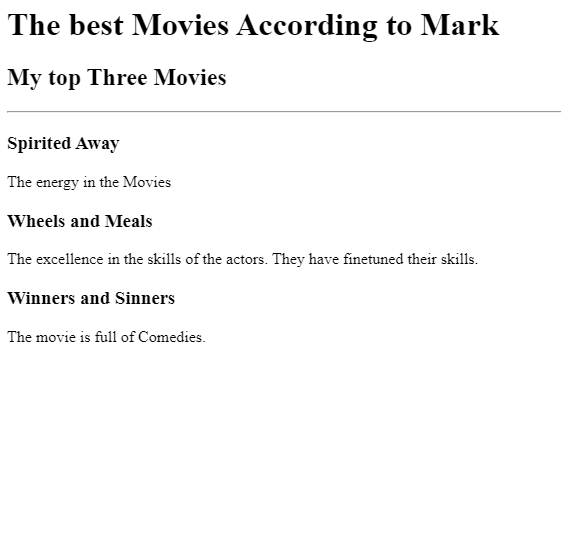 The best Movies According to Mark
My top Three Movies
Spirited Away
The energy in the Movies
Wheels and Meals
The excellence in the skills of the actors. They have finetuned their skills.
Winners and Sinners
The movie is full of Comedies.